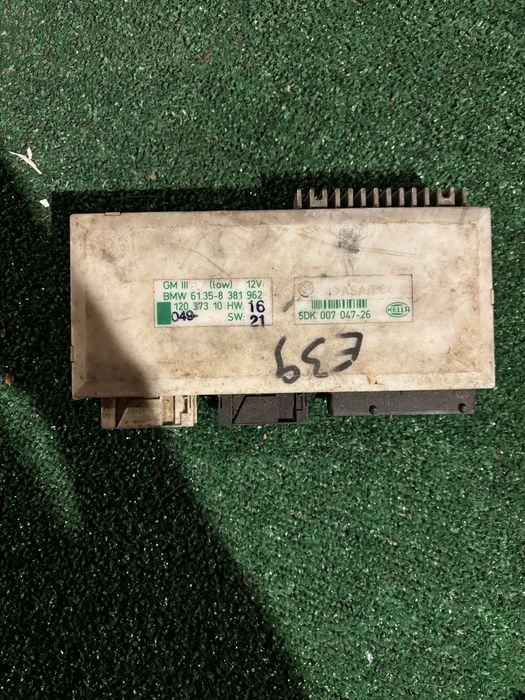 GM III (low) 12V
BMW 61.35-8 381 962
120 373 10 HW: 16
049- SW: 21
5DK 007 047-26
HELLA
E39